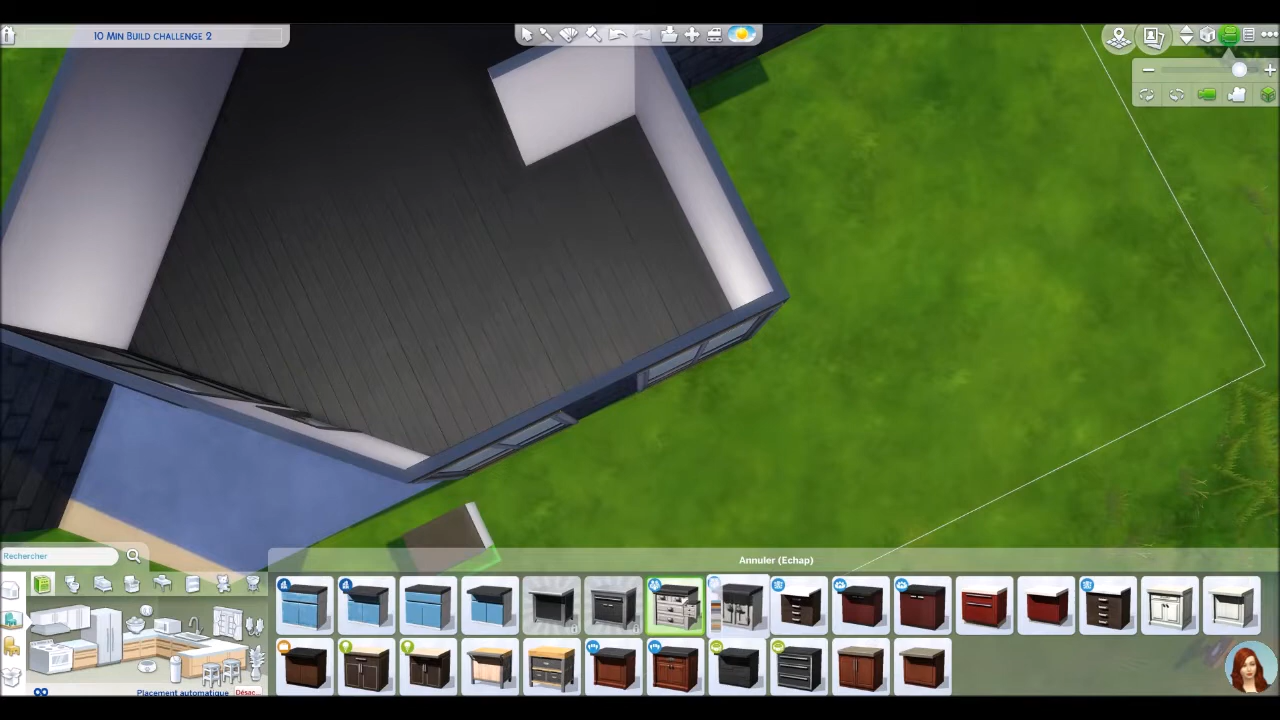 10 Min Build challenge 2
Rechercher
Annuler (Echap)
Placement automatique
Désac...